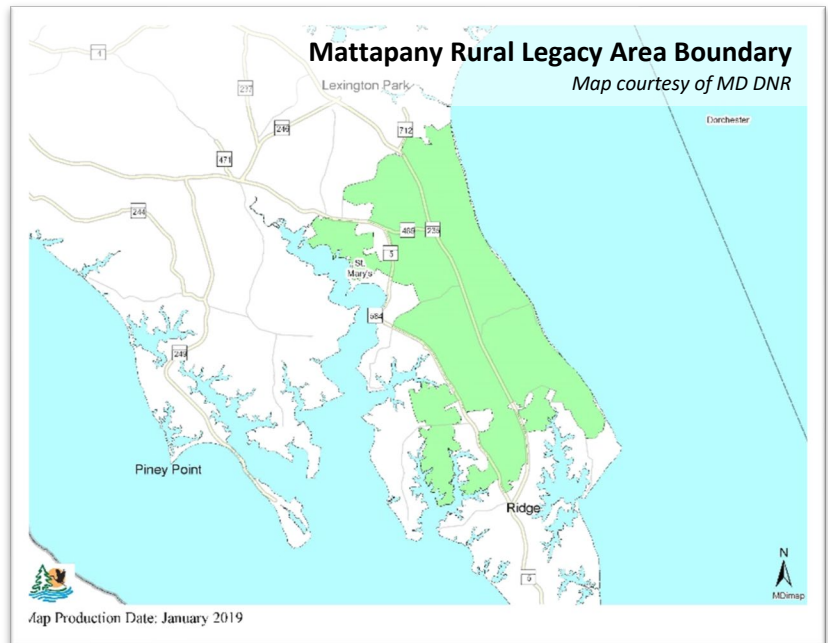 Mattapany Rural Legacy Area Boundary
Map courtesy of MD DNR
4
Lexington Park
237
246
712
Dorchester
471
244
489
235
5
St.
Mary's
584
249
Piney Point
Ridge
5
N
MDimap
Map Production Date: January 2019